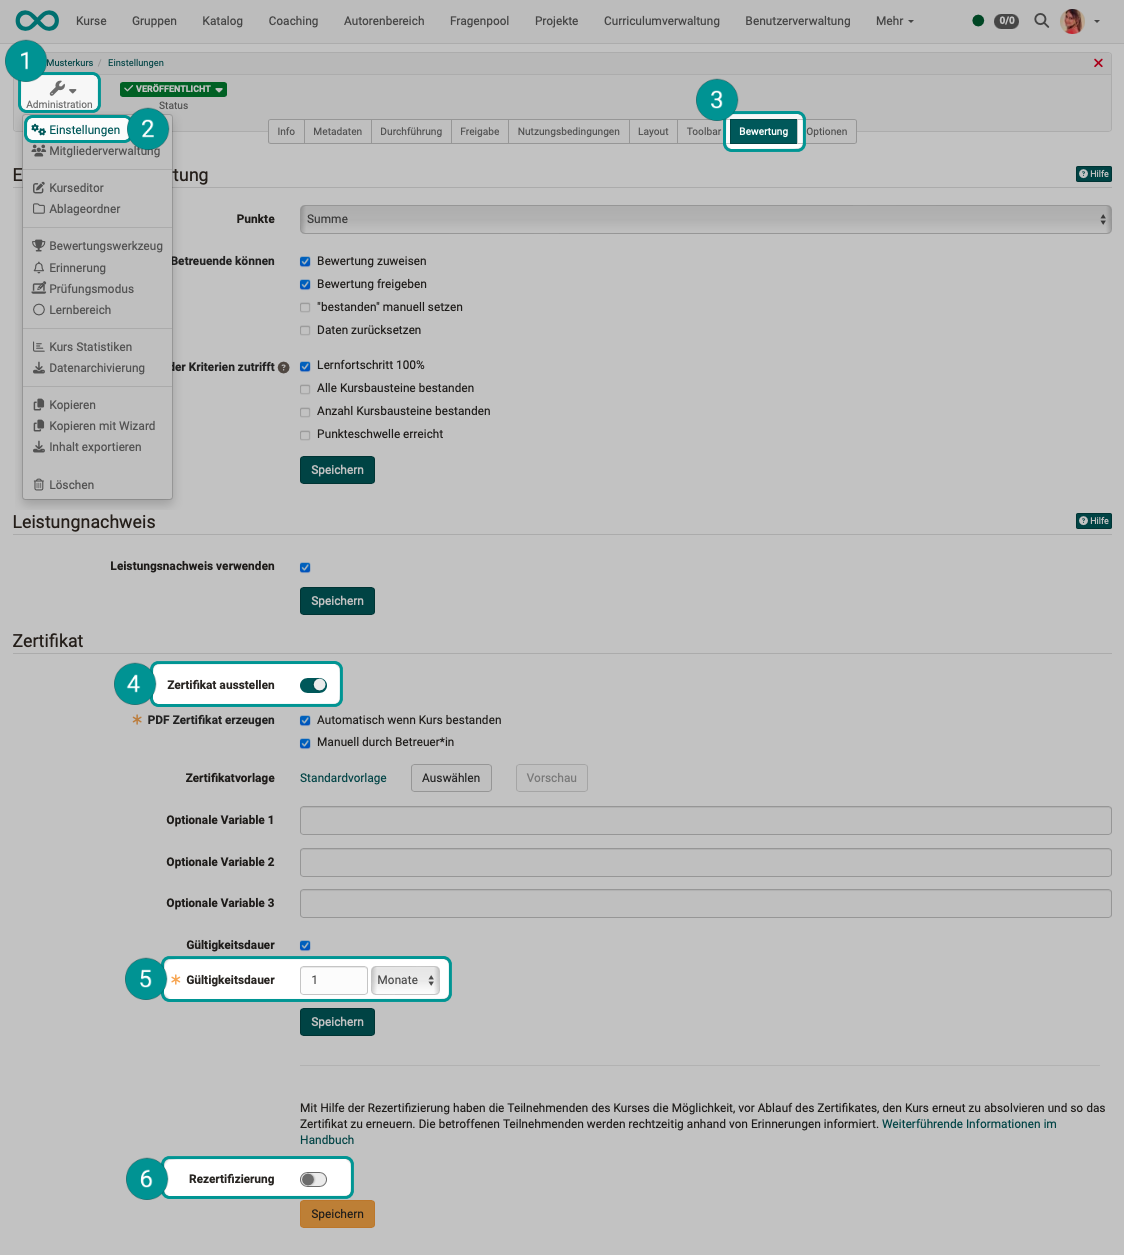 Kurse Gruppen Katalog Coaching Autorenbereich Fragenpool Projekte Curriculumverwaltung Benutzerverwaltung Mehr 0/0
1 Musterkurs / Einstellungen
Administration
VERÖFFENTLICHT
Status
3
Einstellungen 2
Info Metadaten Durchführung Freigabe Nutzungsbedingungen Layout Toolbar Bewertung Optionen
Mitgliederverwaltung
Hilfe
Kurseditor
Ablageordner
Punkte Summe
Bewertungswerkzeug
Erinnerung
Prüfungsmodus
Lernbereich
Betreuende können Bewertung zuweisen
Bewertung freigeben
"bestanden" manuell setzen
Daten zurücksetzen
Kurs Statistiken
Datenarchivierung
der Kriterien zutrifft ? Lernfortschritt 100%
Alle Kursbausteine bestanden
Anzahl Kursbausteine bestanden
Punkteschwelle erreicht
Kopieren
Kopieren mit Wizard
Inhalt exportieren
Löschen
Speichern
Leistungnachweis
Hilfe
Leistungsnachweis verwenden
Speichern
Zertifikat
4 Zertifikat ausstellen
PDF Zertifikat erzeugen Automatisch wenn Kurs bestanden
Manuell durch Betreuer*in
Zertifikatvorlage Standardvorlage Auswählen Vorschau
Optionale Variable 1
Optionale Variable 2
Optionale Variable 3
Gültigkeitsdauer
5 Gültigkeitsdauer 1 Monate
Speichern
Mit Hilfe der Rezertifizierung haben die Teilnehmenden des Kurses die Möglichkeit, vor Ablauf des Zertifikates, den Kurs erneut zu absolvieren und so das
Zertifikat zu erneuern. Die betroffenen Teilnehmenden werden rechtzeitig anhand von Erinnerungen informiert. Weiterführende Informationen im
Handbuch
6 Rezertifizierung
Speichern